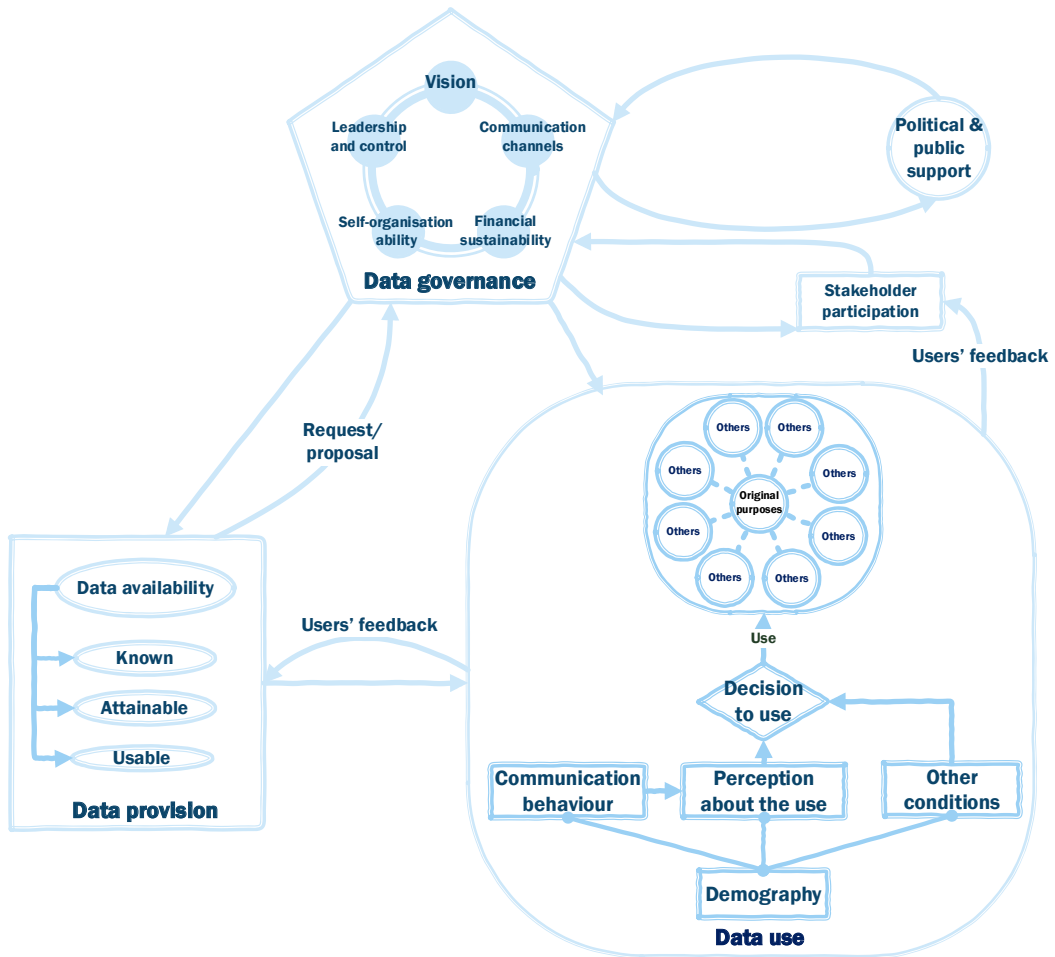 Vision
Leadership
and control
Communication
channels
Self-organisation
ability
Financial
sustainability
Data governance
Political &
public
support
Stakeholder
participation
Users’ feedback
Request/
proposal
Data availability
Known
Attainable
Usable
Data provision
Users’ feedback
Others
Others
Others
Others
Original
purposes
Others
Others
Others
Others
Use
Decision
to use
Communication
behaviour
Perception
about the use
Other
conditions
Demography
Data use